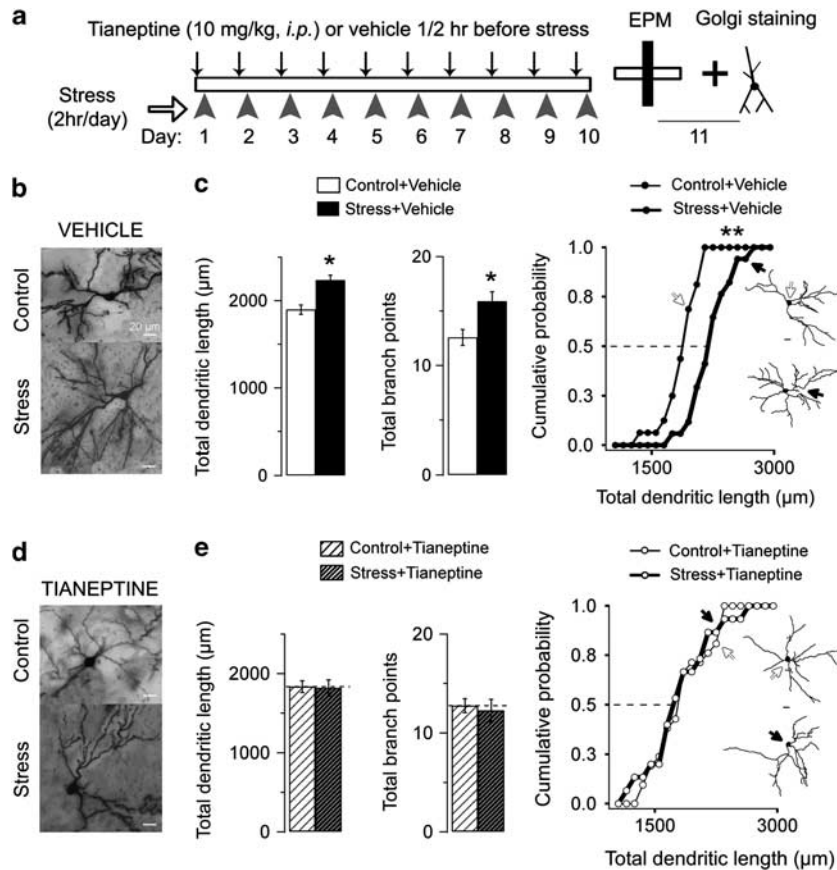 a
Tianeptine (10 mg/kg, i.p.) or vehicle 1/2 hr before stress
EPM
Golgi staining
Stress
(2hr/day)
Day: 1 2 3 4 5 6 7 8 9 10
11
b
VEHICLE
Control
20 µm
Stress
c
Control+Vehicle
Stress+Vehicle
Total dendritic length (µm)
2000
1000
0
*
Total branch points
20
10
0
*
Control+Vehicle
Stress+Vehicle
**
Cumulative probability
1.0
0.8
0.5
0.3
0.0
1500 3000
Total dendritic length (µm)
d
TIANEPTINE
Control
Stress
e
Control+Tianeptine
Stress+Tianeptine
Total dendritic length (µm)
2000
1000
0
Total branch points
20
10
0
Control+Tianeptine
Stress+Tianeptine
Cumulative probability
1.0
0.8
0.5
0.3
0.0
1500 3000
Total dendritic length (µm)